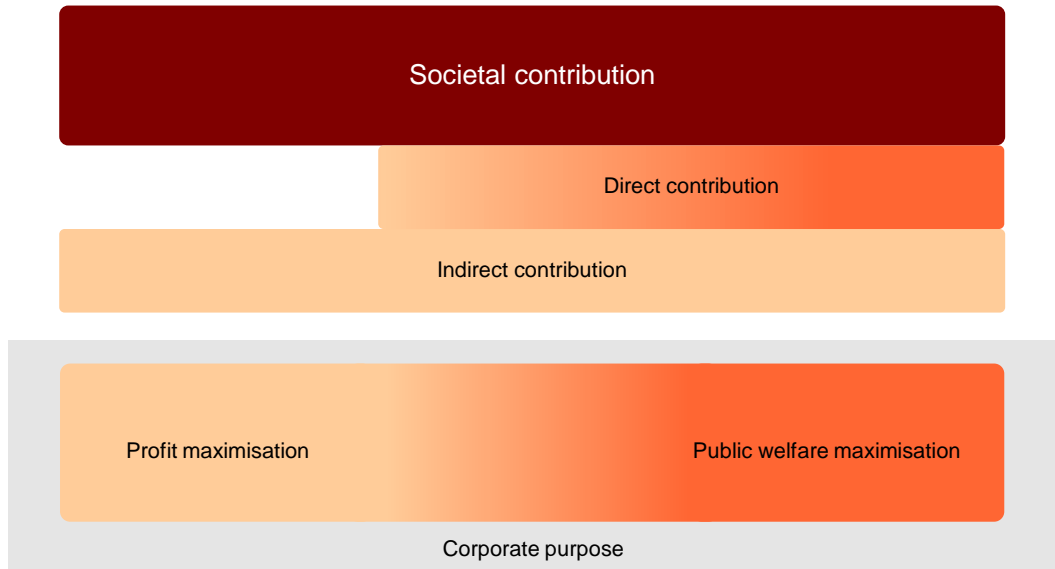 Societal contribution
Direct contribution
Indirect contribution
Profit maximisation
Public welfare maximisation
Corporate purpose